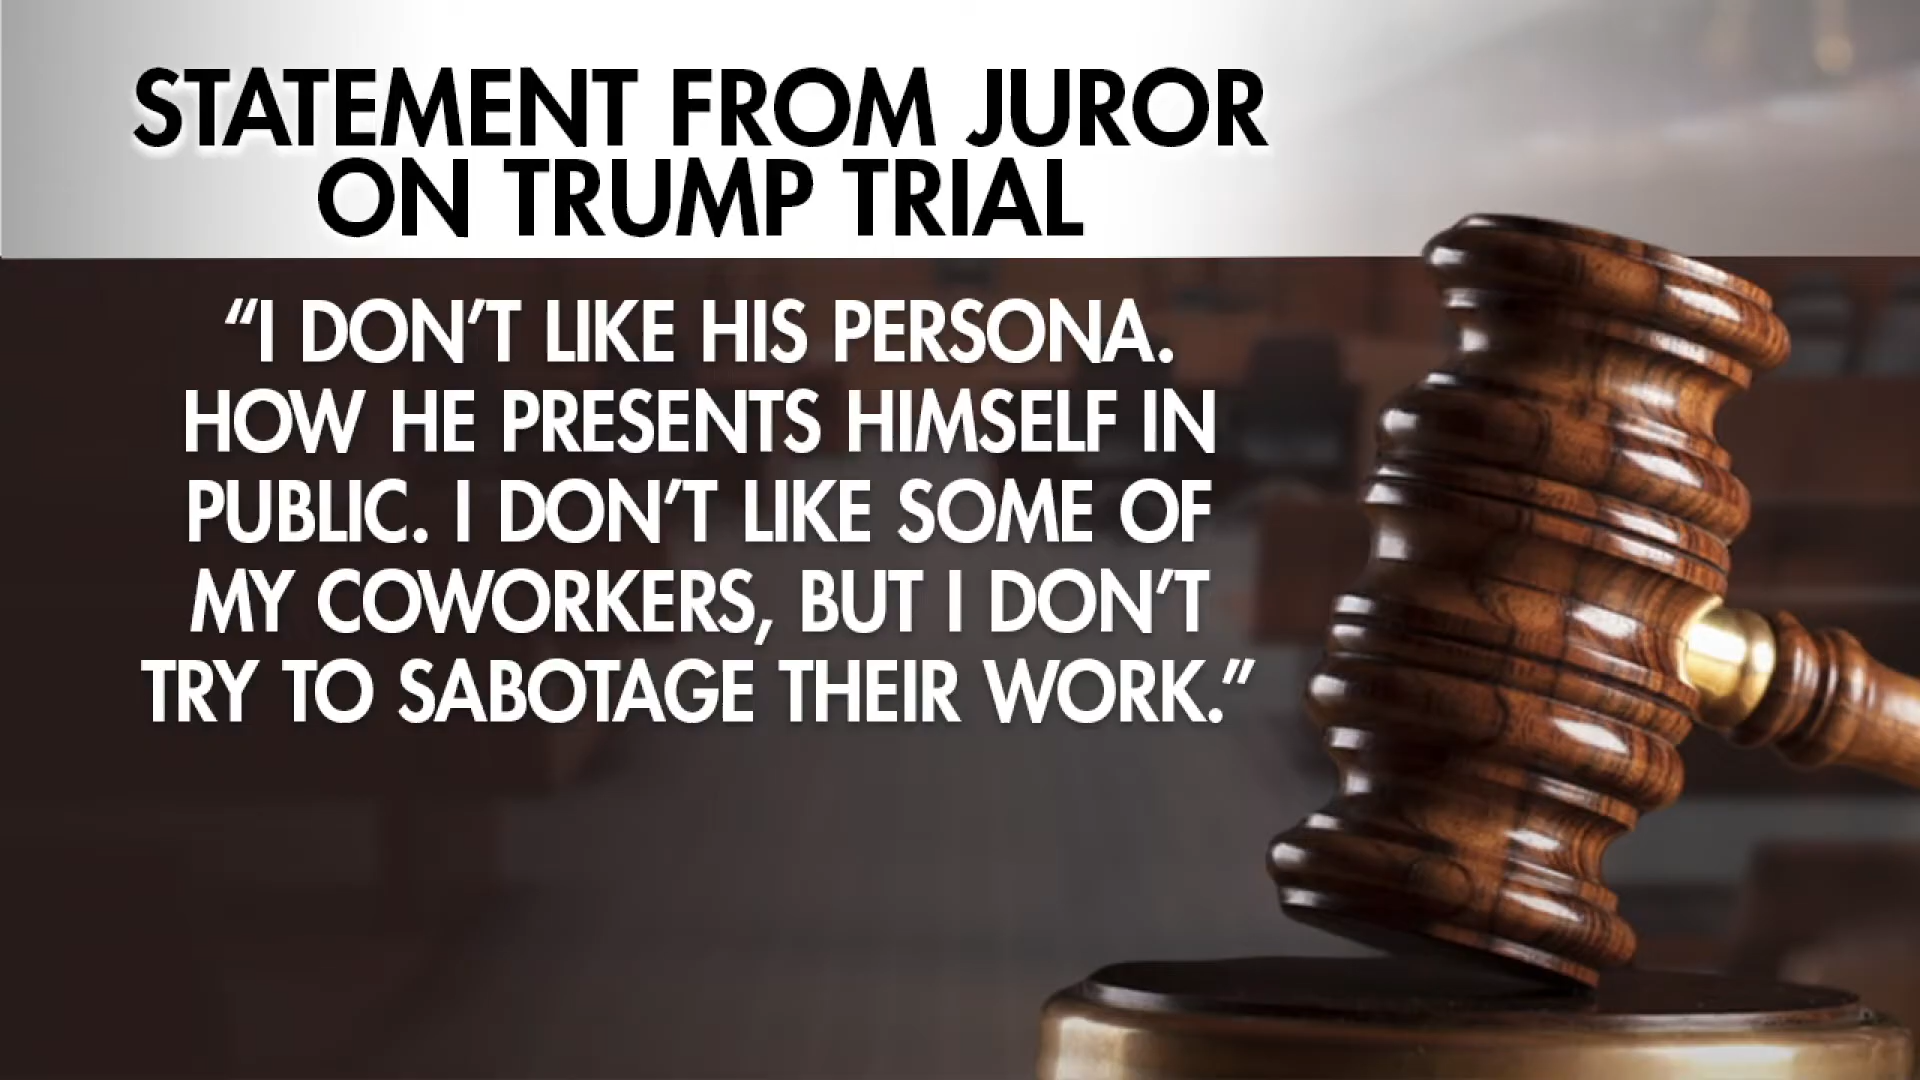 STATEMENT FROM JUROR
ON TRUMP TRIAL
“I DON’T LIKE HIS PERSONA.
HOW HE PRESENTS HIMSELF IN
PUBLIC. I DON’T LIKE SOME OF
MY COWORKERS, BUT I DON’T
TRY TO SABOTAGE THEIR WORK.”